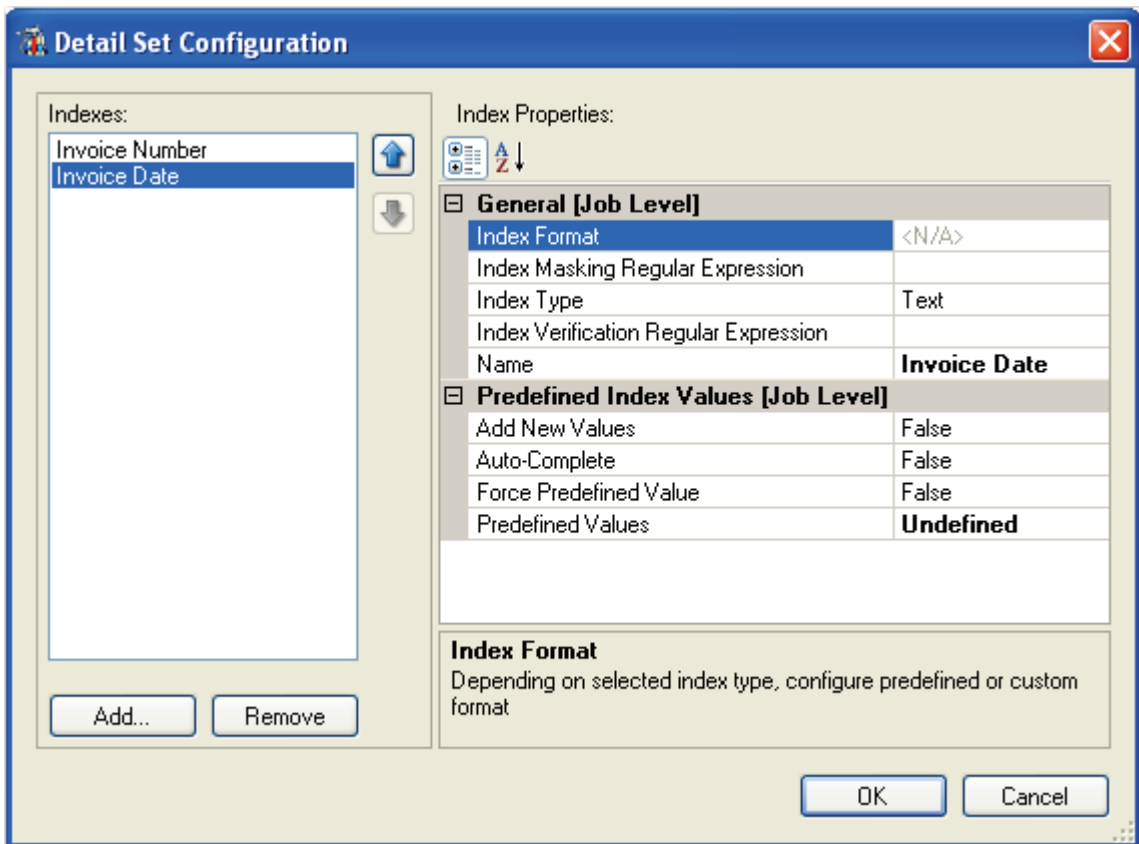 Detail Set Configuration
Indexes:
Invoice Number
Invoice Date
Add...
Remove
Index Properties:
A
Z
General [Job Level]
Index Format <N/A>
Index Masking Regular Expression
Index Type Text
Index Verification Regular Expression
Name Invoice Date
Predefined Index Values [Job Level]
Add New Values False
Auto-Complete False
Force Predefined Value False
Predefined Values Undefined
Index Format
Depending on selected index type, configure predefined or custom
format
OK
Cancel